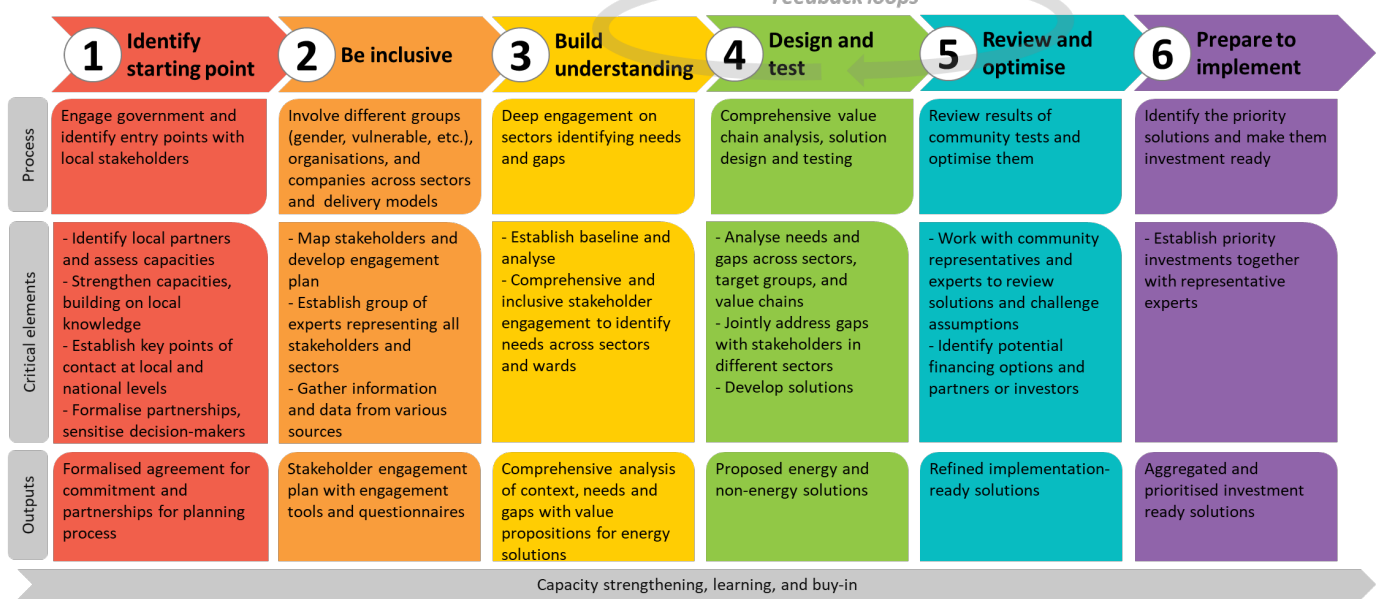 Feedback loops
1
Identify
starting point
2
Be inclusive
3
Build
understanding
4
Design and
test
5
Review and
optimise
6
Prepare to
implement
Process
Engage government and
identify entry points with
local stakeholders
Involve different groups
(gender, vulnerable, etc.),
organisations, and
companies across sectors
and delivery models
Deep engagement on
sectors identifying needs
and gaps
Comprehensive value
chain analysis, solution
design and testing
Review results of
community tests and
optimise them
Identify the priority
solutions and make them
investment ready
Critical elements
- Identify local partners
and assess capacities
- Strengthen capacities,
building on local
knowledge
- Establish key points of
contact at local and
national levels
- Formalise partnerships,
sensitise decision-makers
- Map stakeholders and
develop engagement
plan
- Establish group of
experts representing all
stakeholders and
sectors
- Gather information
and data from various
sources
- Establish baseline and
analyse
- Comprehensive and
inclusive stakeholder
engagement to identify
needs across sectors
and wards
- Analyse needs and
gaps across sectors,
target groups, and
value chains
- Jointly address gaps
with stakeholders in
different sectors
- Develop solutions
- Work with community
representatives and
experts to review
solutions and challenge
assumptions
- Identify potential
financing options and
partners or investors
- Establish priority
investments together
with representative
experts
Outputs
Formalised agreement for
commitment and
partnerships for planning
process
Stakeholder engagement
plan with engagement
tools and questionnaires
Comprehensive analysis
of context, needs and
gaps with value
propositions for energy
solutions
Proposed energy and
non-energy solutions
Refined implementation-
ready solutions
Aggregated and
prioritised investment
ready solutions
Capacity strengthening, learning, and buy-in